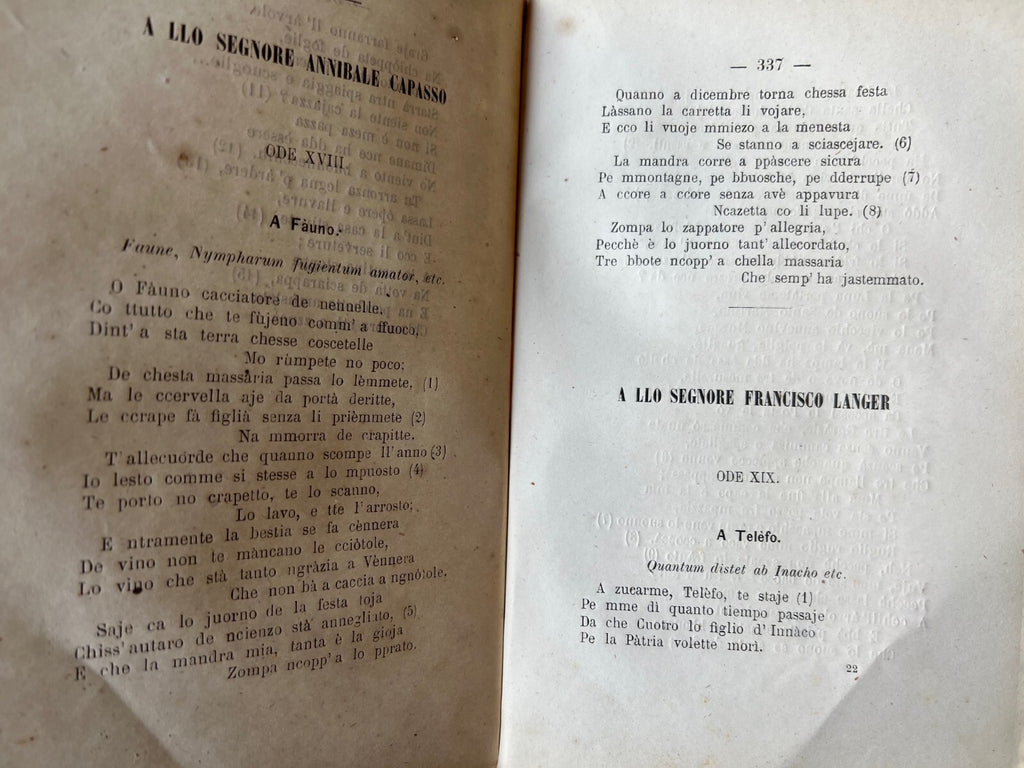 A LLO SEGNORE ANNIBALE CAPASSO
ODE XVIII.
A Fàuno.
Faune, Nympharum fugientum amator, etc.
O Fàuno cacciatore de nennelle,
Co ttutto che te fùjeno comm' a ffuoco,
Dint' a sta terra chesse coscetelle
Mo rùmpete no poco:
De chesta massària passa lo lèmmete, (1)
Ma le ccervella aje da portà deritte,
Le ccrape fà figlià senza li prièmmete (2)
Na mmorra de crapitte.
T' allecuorde che quanno scompe ll' anno (3)
Io lesto comme si stesse a lo mpuosto (4)
Te porto no crapetto, te lo scanno,
Lo lavo, e tte l'arrosto;
E ntramente la bestia se fa cènnera
De vino non te màncano le cciòtole,
Lo vino che stà tanto ngràzia a Vènnera
Che non bà a caccia a ngnòtole.
Saje ca lo juorno de la festa toja
Chiss' autaro de ncienzo stà annegliato, (5)
E che la mandra mia, tanta è la gioja
Zompa ncopp' a lo pprato.
— 337 —
Quanno a dicembre torna chessa festa
Làssano la carretta li vojare,
E cco li vuoje mmiezo a la menesta
Se stanno a sciascejare. (6)
La mandra corre a ppàscere sicura
Pe mmontagne, pe bbuosche, pe dderrupe (7)
A ccore a ccore senza avè appavura
Ncazetta co li lupe. (8)
Zompa lo zappatore p' allegria,
Pecchè è lo juorno tant' allecordato,
Tre bbote ncopp' a chella massaria
Che semp' ha jastemmato.
A LLO SEGNORE FRANCISCO LANGER
ODE XIX.
A Telèfo.
Quantum distet ab Inacho etc.
A zucarme, Telèfo, te staje (1)
Pe mme dì quanto tiempo passaje
Da che Cuotro lo figlio d' Innàco
Pe la Pàtria volette morì.
22